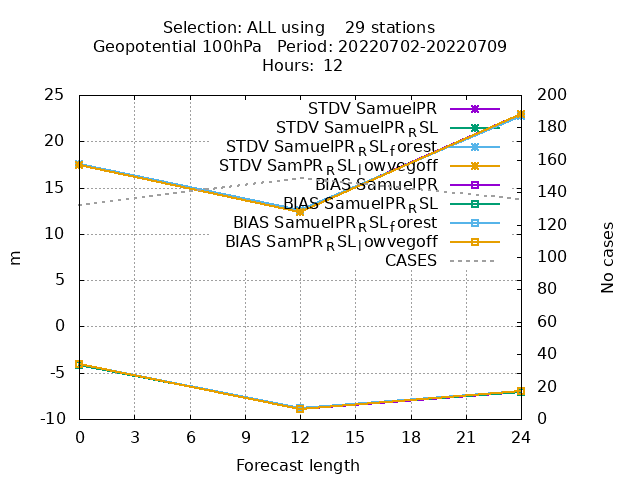 Selection: ALL using 29 stations
Geopotential 100hPa Period: 20220702-20220709
Hours: 12
STDV SamuelPR
STDV SamuelPR_RSL
STDV SamuelPR_RSL_forest
STDV SamPR_RSL_lowvegoff
BIAS SamuelPR
BIAS SamuelPR_RSL
BIAS SamuelPR_RSL_forest
BIAS SamPR_RSL_lowvegoff
CASES
25
20
15
10
5
0
-5
-10
m
200
180
160
140
120
100
80
60
40
20
0
No cases
0 3 6 9 12 15 18 21 24
Forecast length